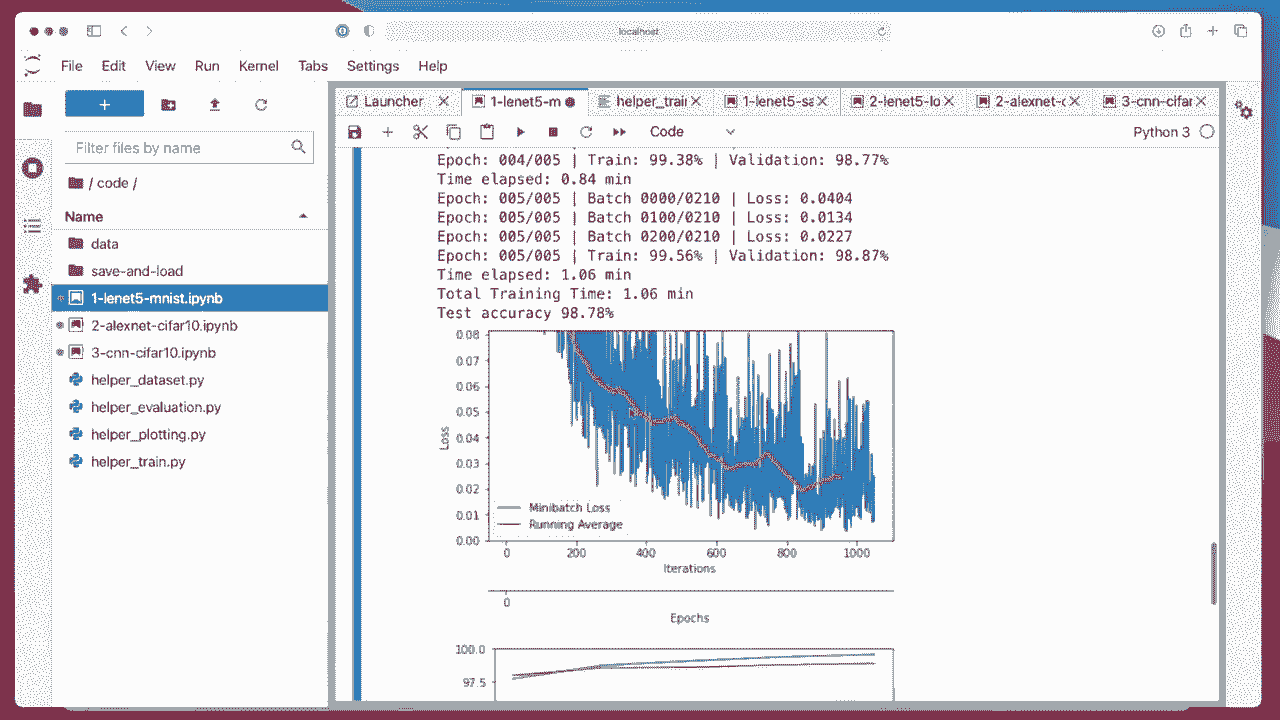 localhost
File Edit View Run Kernel Tabs Settings Help
+
Filter files by name
/ code /
Name
data
save-and-load
1-lenet5-mnist.ipynb
2-alexnet-cifar10.ipynb
3-cnn-cifar10.ipynb
helper_dataset.py
helper_evaluation.py
helper_plotting.py
helper_train.py
Launcher 1-lenet5-m helper_trai 1-lenet5-sa 2-lenet5-lo 2-alexnet-c 3-cnn-cifar
Code Python 3
Epoch: 004/005 | Train: 99.38% | Validation: 98.77%
Time elapsed: 0.84 min
Epoch: 005/005 | Batch 0000/0210 | Loss: 0.0404
Epoch: 005/005 | Batch 0100/0210 | Loss: 0.0134
Epoch: 005/005 | Batch 0200/0210 | Loss: 0.0227
Epoch: 005/005 | Train: 99.56% | Validation: 98.87%
Time elapsed: 1.06 min
Total Training Time: 1.06 min
Test accuracy 98.78%
0.08
0.07
0.06
0.05
0.04
0.03
0.02
0.01
0.00
Loss
Minibatch Loss
Running Average
0 200 400 600 800 1000
Iterations
0
Epochs
100.0
97.5